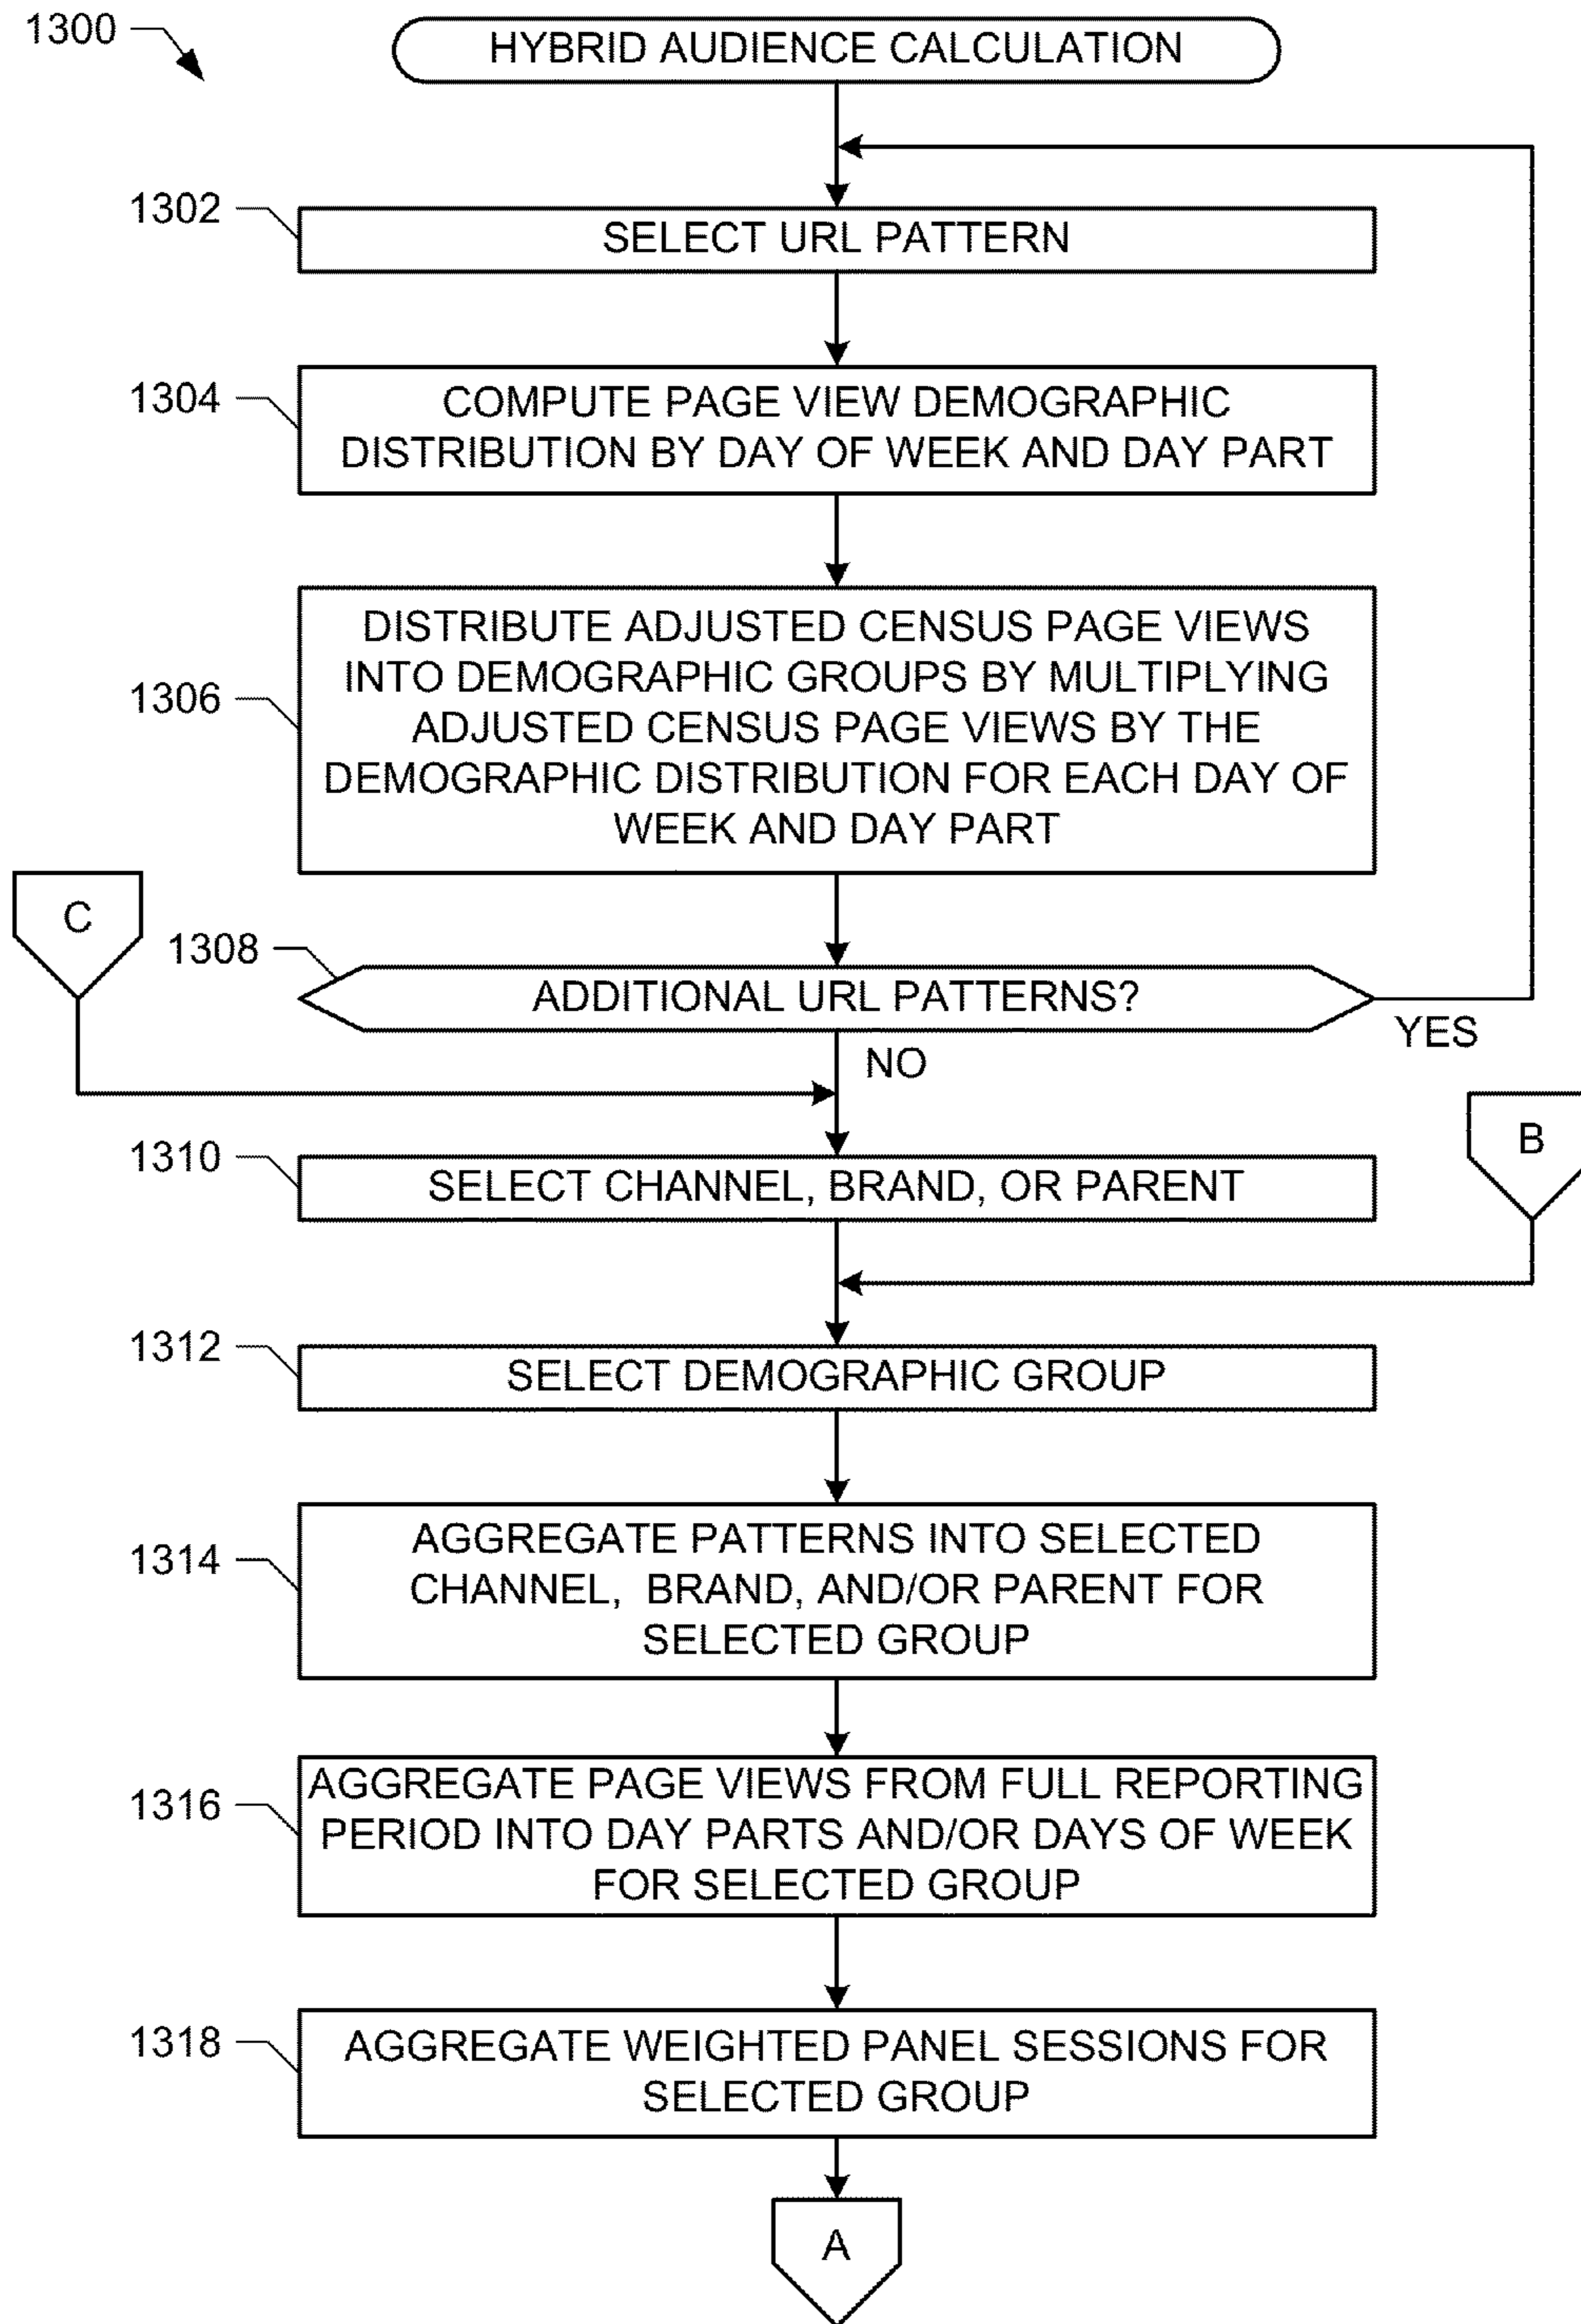 1300
HYBRID AUDIENCE CALCULATION
1302
SELECT URL PATTERN
1304
COMPUTE PAGE VIEW DEMOGRAPHIC
DISTRIBUTION BY DAY OF WEEK AND DAY PART
1306
DISTRIBUTE ADJUSTED CENSUS PAGE VIEWS
INTO DEMOGRAPHIC GROUPS BY MULTIPLYING
ADJUSTED CENSUS PAGE VIEWS BY THE
DEMOGRAPHIC DISTRIBUTION FOR EACH DAY OF
WEEK AND DAY PART
C
1308
ADDITIONAL URL PATTERNS?
YES
NO
B
1310
SELECT CHANNEL, BRAND, OR PARENT
1312
SELECT DEMOGRAPHIC GROUP
1314
AGGREGATE PATTERNS INTO SELECTED
CHANNEL, BRAND, AND/OR PARENT FOR
SELECTED GROUP
1316
AGGREGATE PAGE VIEWS FROM FULL REPORTING
PERIOD INTO DAY PARTS AND/OR DAYS OF WEEK
FOR SELECTED GROUP
1318
AGGREGATE WEIGHTED PANEL SESSIONS FOR
SELECTED GROUP
A